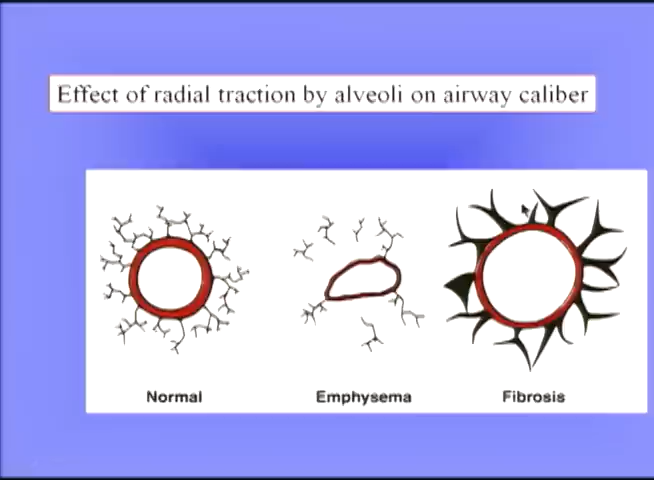 Effect of radial traction by alveoli on airway caliber
Normal
Emphysema
Fibrosis